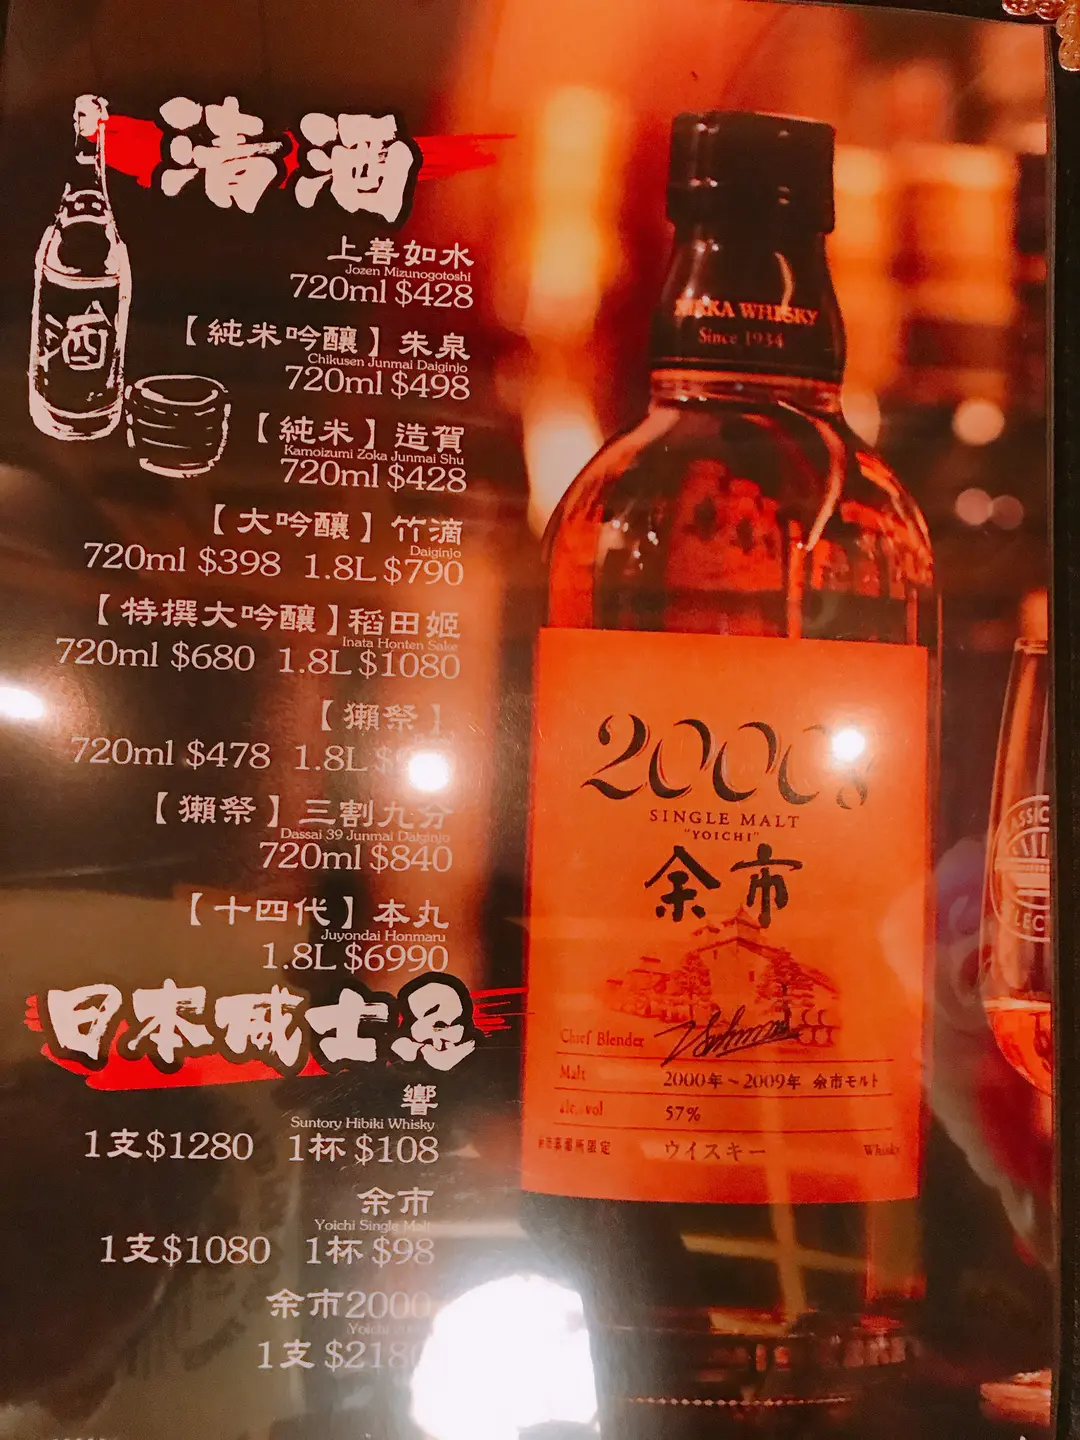 清酒
酒
上善如水
Jozen Mizunogotoshi
720ml $428
【純米吟釀】朱泉
Chikusen Junmai Daiginjo
720ml $498
【純米】造賀
Kamoizumi Zoka Junmai Shu
720ml $428
【大吟釀】竹滴
Daiginjo
720ml $398 1.8L $790
【特撰大吟釀】稻田姬
Inata Honten Sake
720ml $680 1.8L $1080
【獺祭】
720ml $478 1.8L
【獺祭】三割九分
Dassai 39 Junmai Daiginjo
720ml $840
【十四代】本丸
Juyondai Honmaru
1.8L $6990
日本威士忌
響
Suntory Hibiki Whisky
1支$1280 1杯 $108
余市
Yoichi Single Malt
1支$1080 1杯 $98
余市2000
Yoichi
1支
NIKKA WHISKY
Since 1934
2000's
SINGLE MALT
"YOICHI"
余市
Chief Blender
Malt 2000年~2009年 余市モルト
alc. vol 57%
ウイスキー Whisky